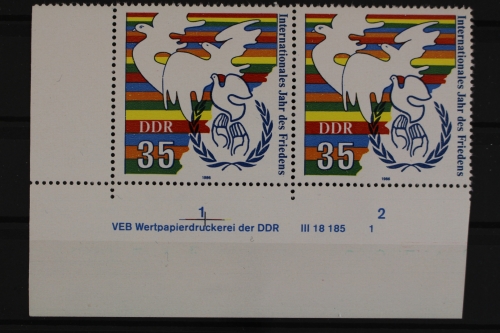 Internationales Jahr des Friedens
DDR
35
1986
Internationales Jahr des Friedens
DDR
35
1986
1
2
VEB Wertpapierdruckerei der DDR III 18 185 1